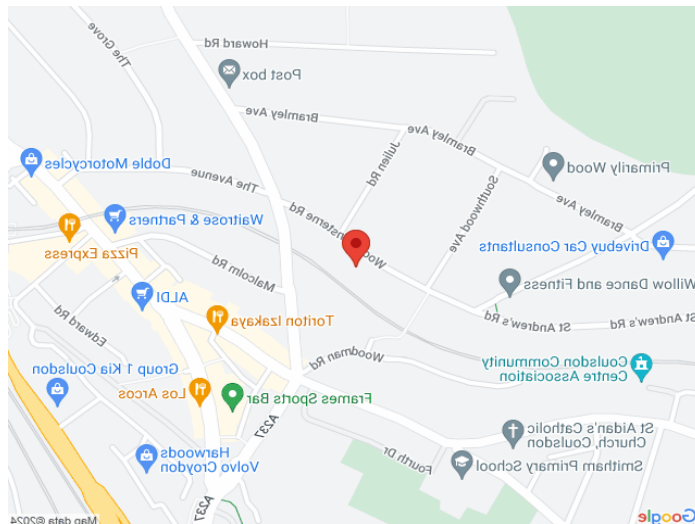 The Grove
Howard Rd
Post box
Bramley Ave
Bramley Ave
Julien Rd
Primarily Wood
Doble Motorcycles
The Avenue
Southwood Ave
Bramley Ave
Waitrose & Partners
Pizza Express
Drivebuy Car Consultants
Malcolm Rd
Willow Dance and Fitness
ALDI
Toriton Izakaya
St Andrew's Rd
St Andrew's Rd
Edward Rd
Woodman Rd
Group 1 Kia Coulsdon
Coulsdon Community
Centre Association
Los Arcos
Frames Sports Bar
A237
St Aidan's Catholic
Church, Coulsdon
Fourth Dr
Harwoods
Volvo Croydon
Smitham Primary School
A237
Google
Map data ©2024